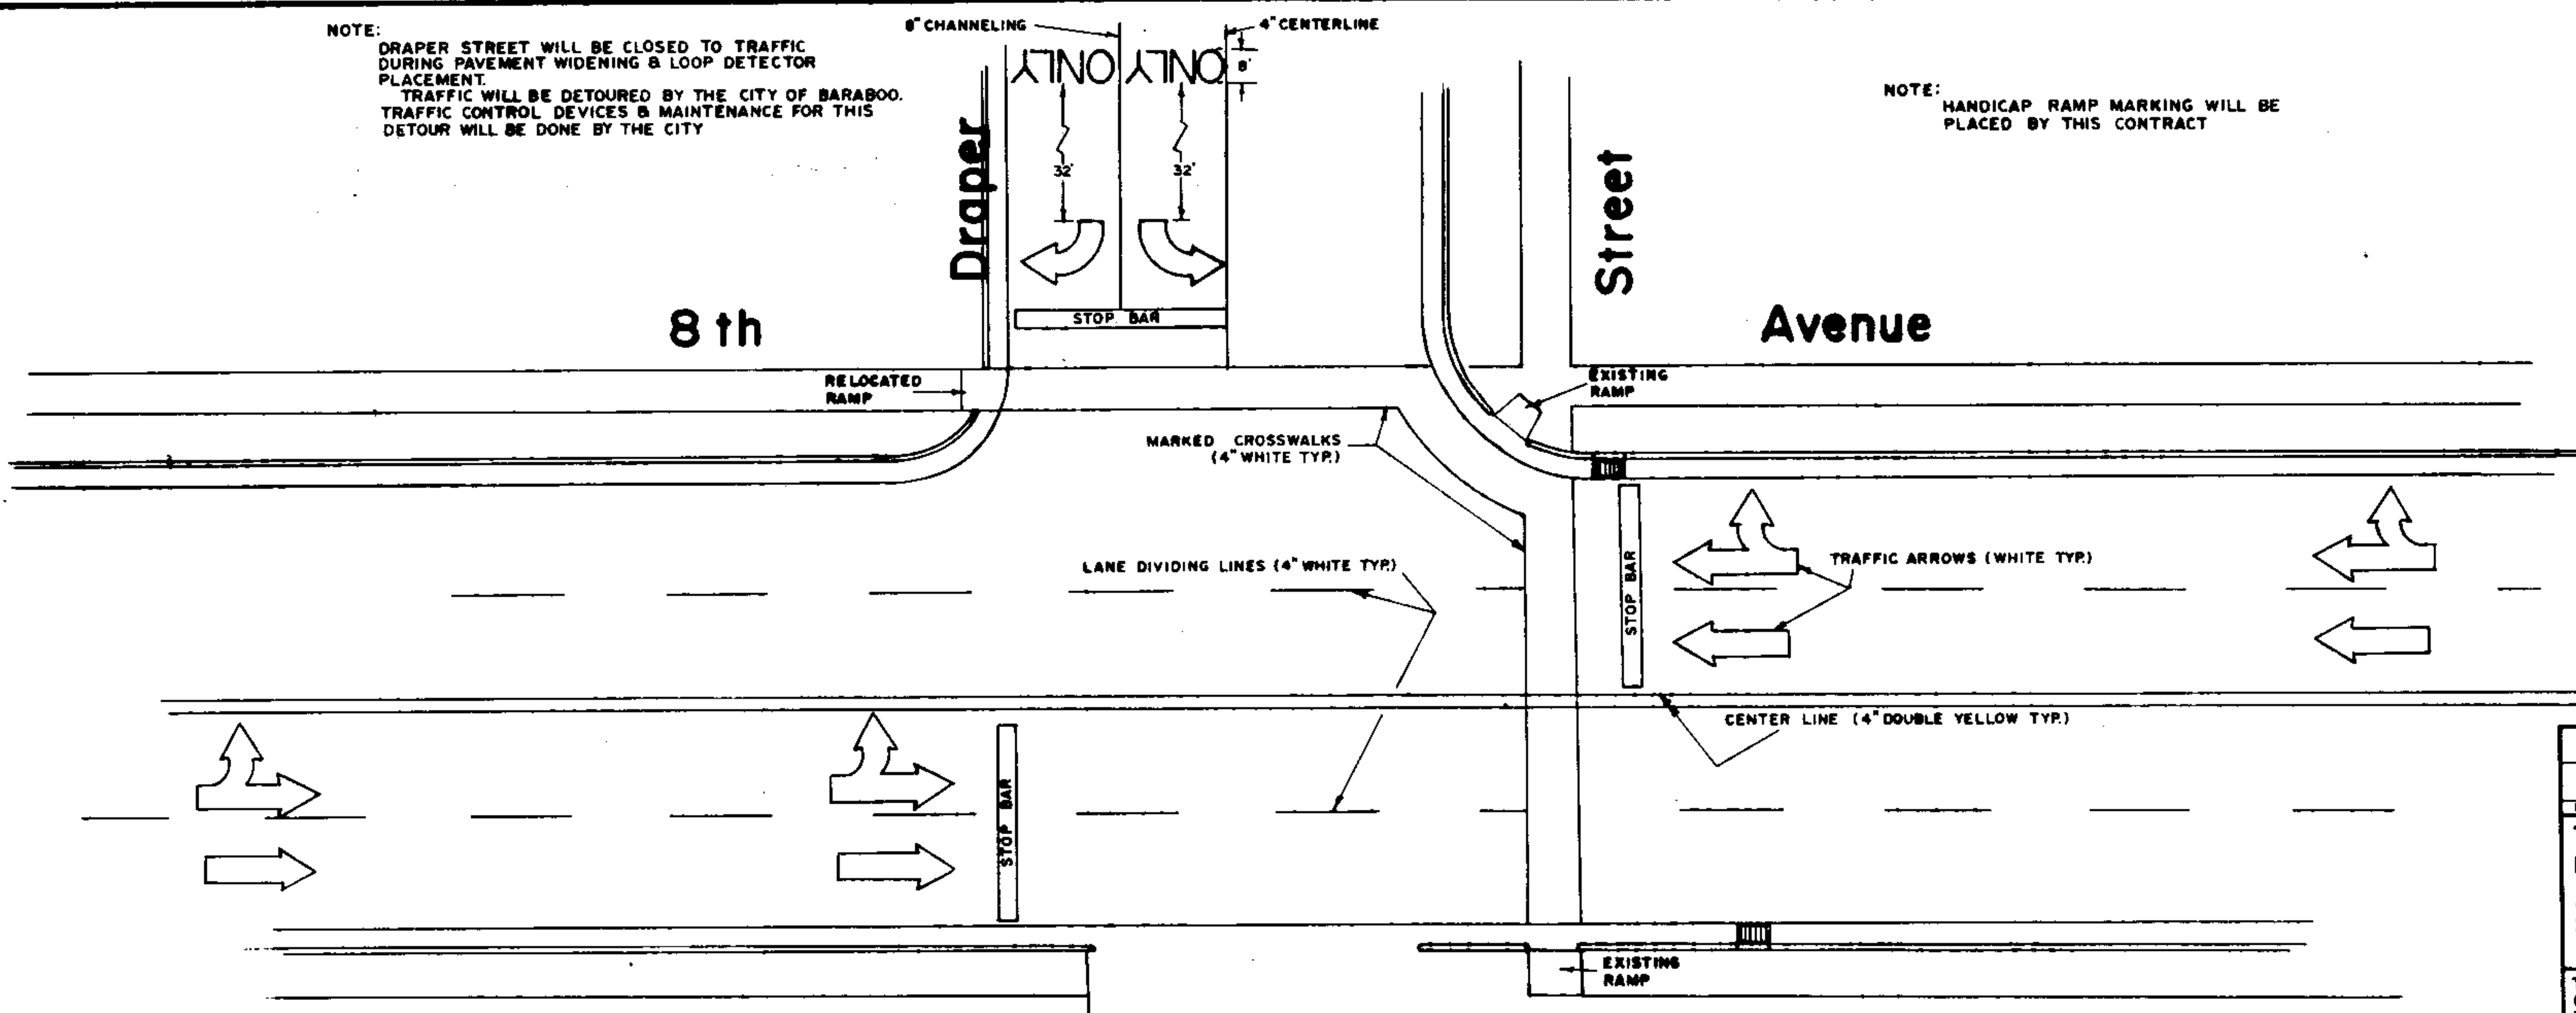 NOTE:
DRAPER STREET WILL BE CLOSED TO TRAFFIC
DURING PAVEMENT WIDENING & LOOP DETECTOR
PLACEMENT.
TRAFFIC WILL BE DETOURED BY THE CITY OF BARABOO.
TRAFFIC CONTROL DEVICES & MAINTENANCE FOR THIS
DETOUR WILL BE DONE BY THE CITY
8" CHANNELING
4" CENTERLINE
ONLY
ONLY
8'
32'
32'
NOTE:
HANDICAP RAMP MARKING WILL BE
PLACED BY THIS CONTRACT
Draper
Street
8th
Avenue
STOP BAR
RELOCATED
RAMP
EXISTING
RAMP
MARKED CROSSWALKS
(4" WHITE TYP.)
LANE DIVIDING LINES (4" WHITE TYP.)
STOP BAR
TRAFFIC ARROWS (WHITE TYP.)
CENTER LINE (4" DOUBLE YELLOW TYP.)
STOP BAR
EXISTING
RAMP